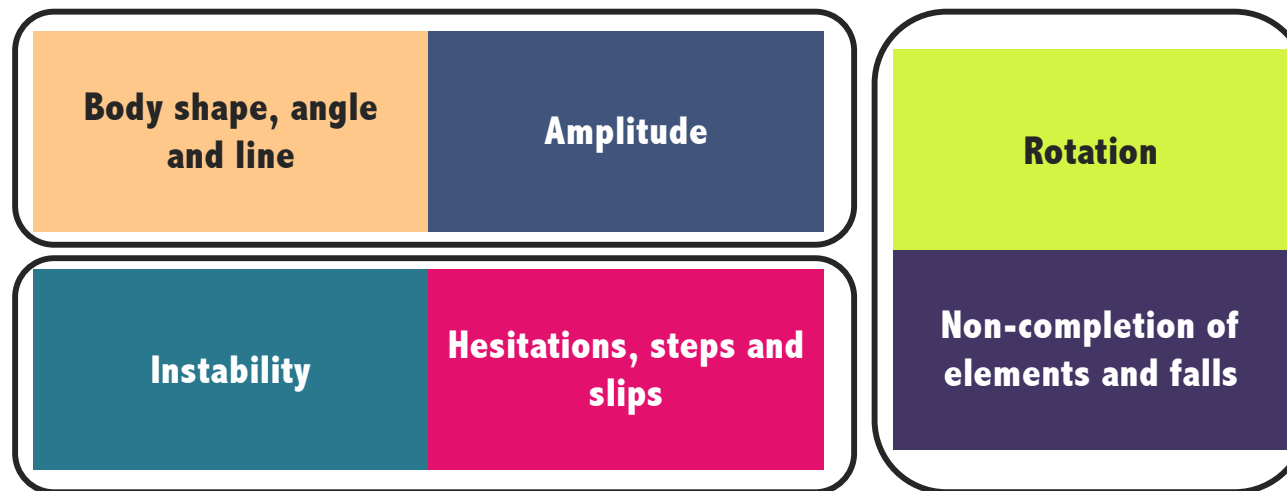 Body shape, angle
and line
Amplitude
Rotation
Instability
Hesitations, steps and
slips
Non-completion of
elements and falls